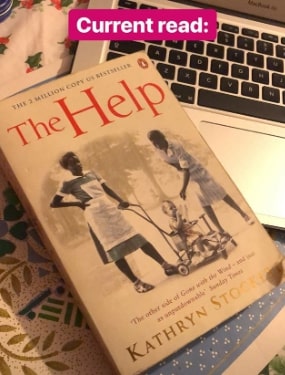 Current read:
MacBook
THE 2 MILLION COPY US BESTSELLER
The Help
'The other side of Gone with the Wind – and just
as unputdownable' Sunday Times
KATHRYN